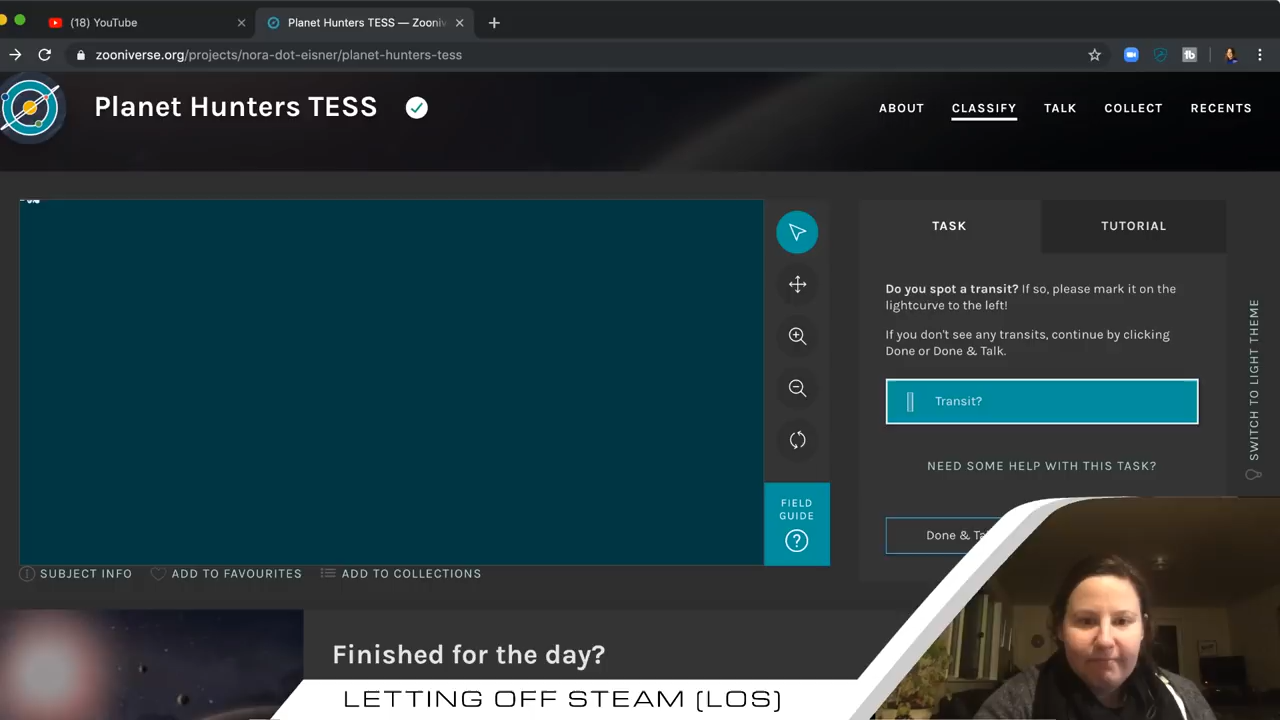 (18) YouTube
Planet Hunters TESS — Zooniv
zooniverse.org/projects/nora-dot-eisner/planet-hunters-tess
fb
Planet Hunters TESS
ABOUT CLASSIFY TALK COLLECT RECENTS
TASK TUTORIAL
Do you spot a transit? If so, please mark it on the
lightcurve to the left!
If you don't see any transits, continue by clicking
Done or Done & Talk.
Transit?
NEED SOME HELP WITH THIS TASK?
Done & Ta
SWITCH TO LIGHT THEME
FIELD
GUIDE
?
SUBJECT INFO ADD TO FAVOURITES ADD TO COLLECTIONS
Finished for the day?
LETTING OFF STEAM (LOS)